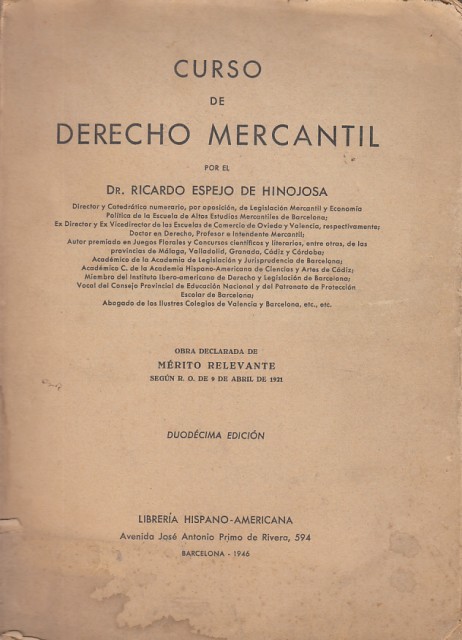 CURSO
DE
DERECHO MERCANTIL
POR EL
DR. RICARDO ESPEJO DE HINOJOSA
Director y Catedrático numerario, por oposición, de Legislación Mercantil y Economía
Política de la Escuela de Altos Estudios Mercantiles de Barcelona;
Ex Director y Ex Vicedirector de las Escuelas de Comercio de Oviedo y Valencia, respectivamente;
Doctor en Derecho, Profesor e Intendente Mercantil;
Autor premiado en Juegos Florales y Concursos científicos y literarios, entre otros, de las
provincias de Málaga, Valladolid, Granada, Cádiz y Córdoba;
Académico de la Academia de Legislación y Jurisprudencia de Barcelona;
Académico C. de la Academia Hispano-Americana de Ciencias y Artes de Cádiz;
Miembro del Instituto Ibero-americano de Derecho y Legislación de Barcelona;
Vocal del Consejo Provincial de Educación Nacional y del Patronato de Protección
Escolar de Barcelona;
Abogado de los Ilustres Colegios de Valencia y Barcelona, etc., etc.
OBRA DECLARADA DE
MÉRITO RELEVANTE
SEGÚN R. O. DE 9 DE ABRIL DE 1921
DUODÉCIMA EDICIÓN
LIBRERÍA HISPANO-AMERICANA
Avenida José Antonio Primo de Rivera, 594
BARCELONA - 1946